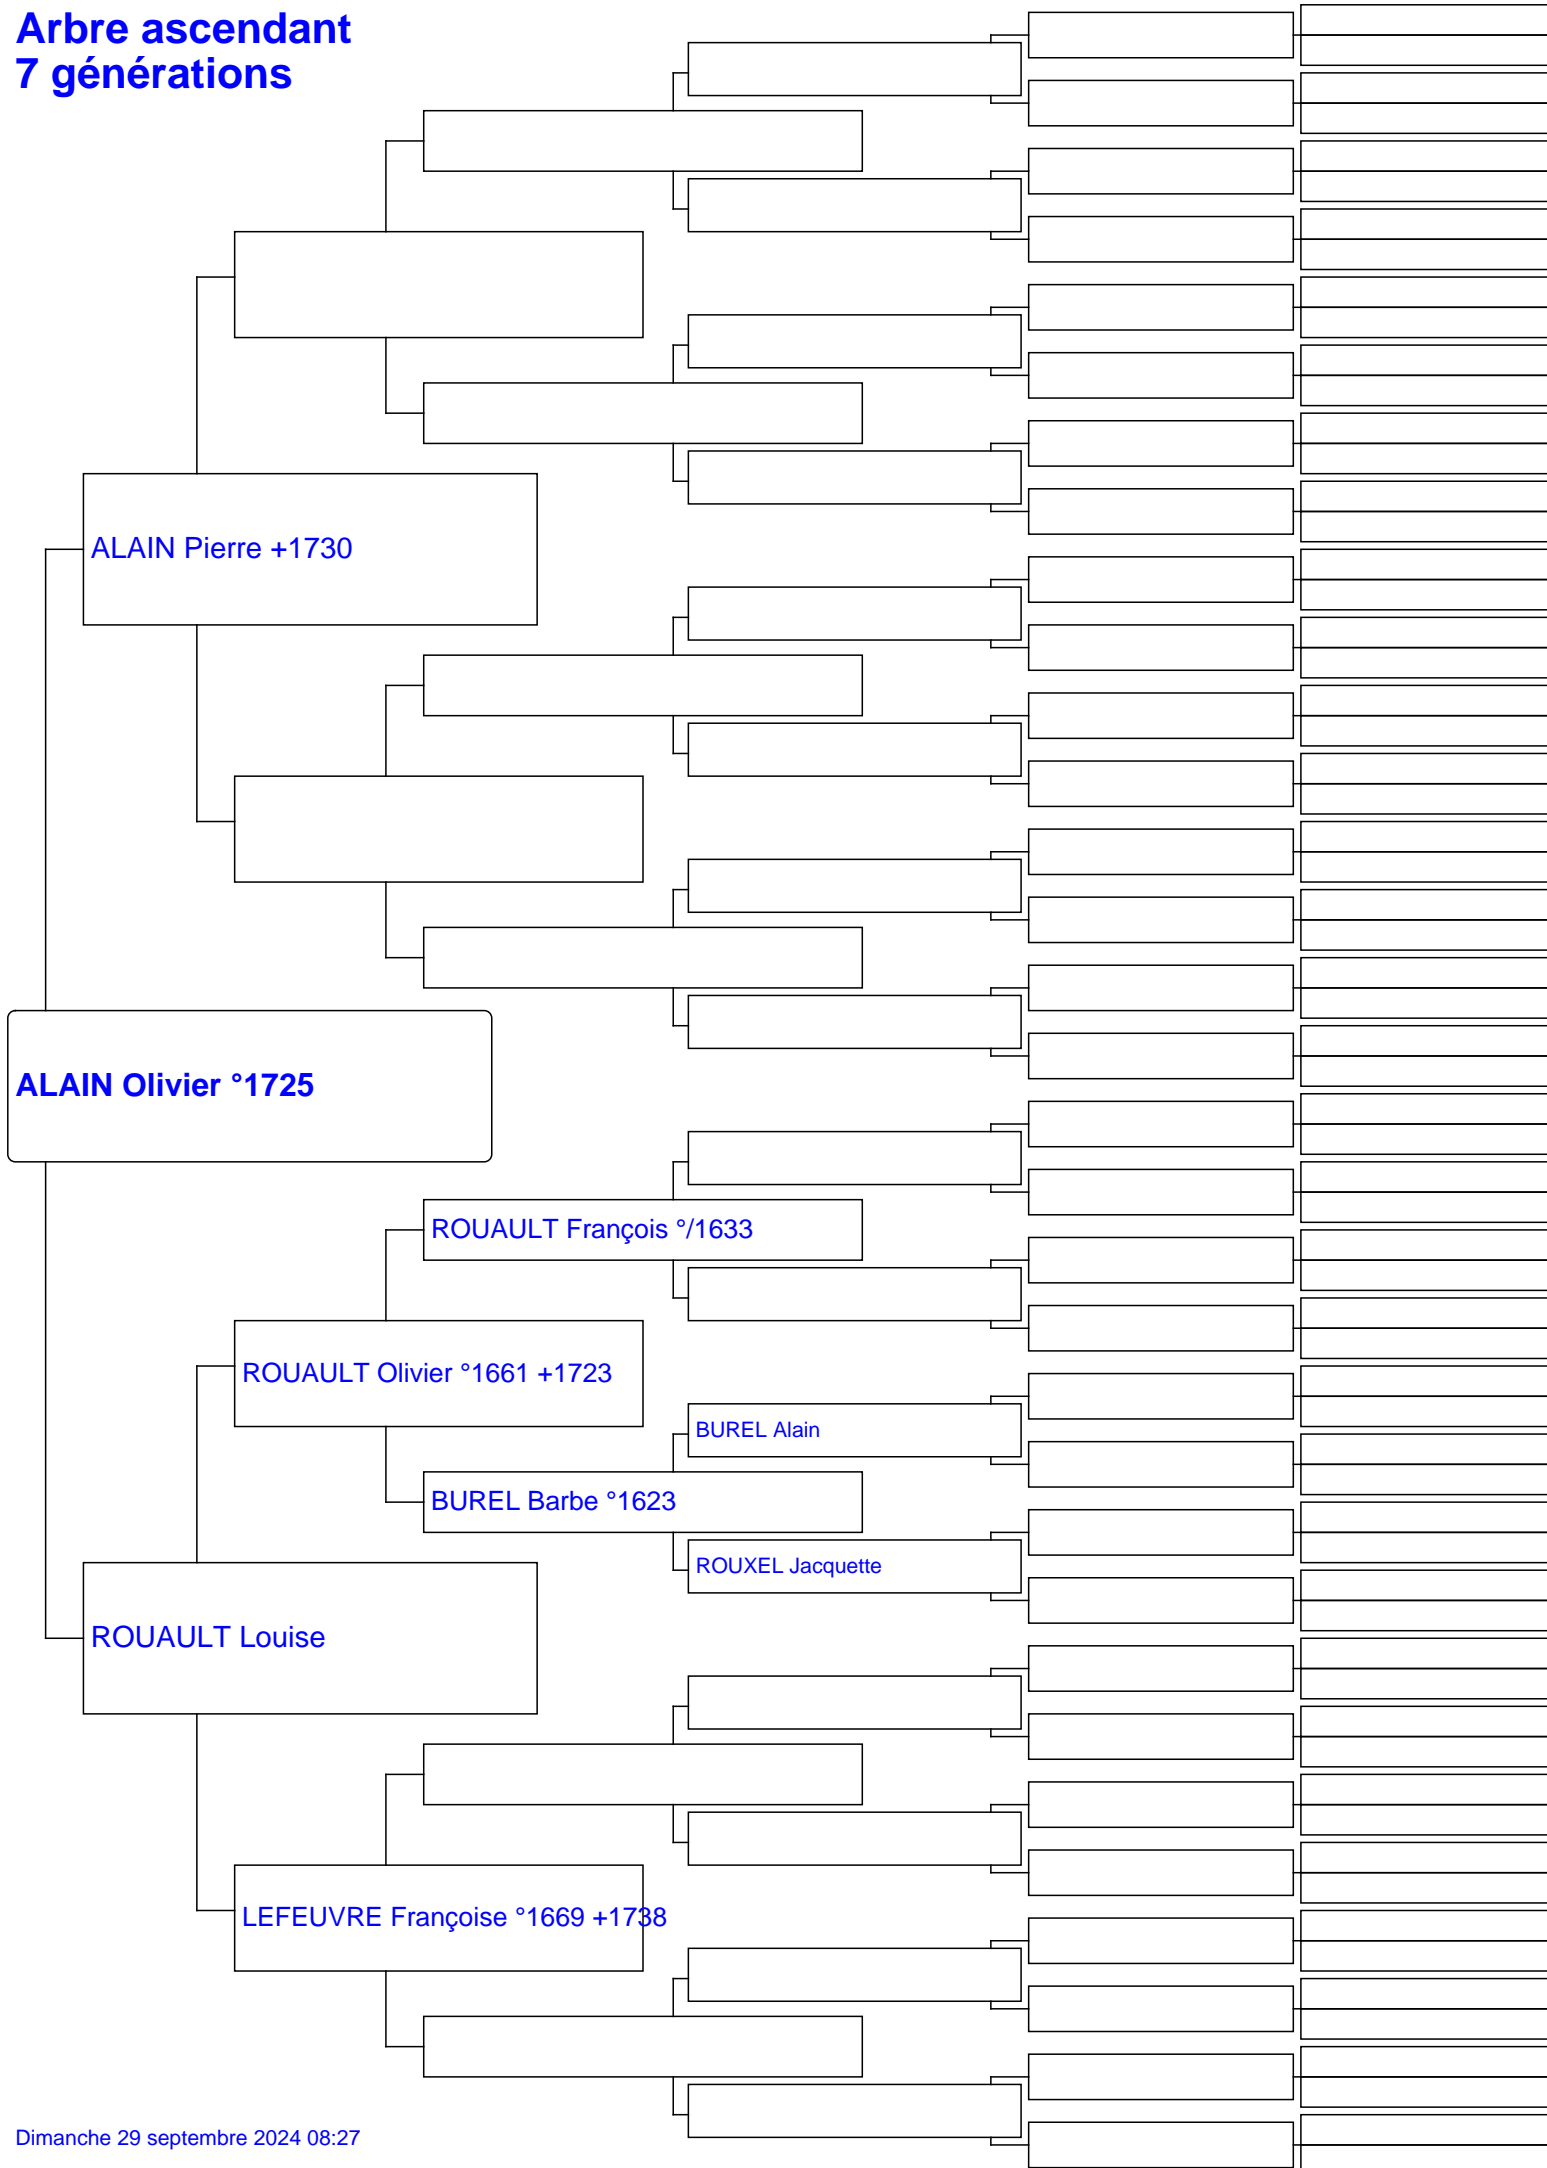 Arbre ascendant
7 générations
ALAIN Pierre +1730
ALAIN Olivier °1725
ROUAULT François °/1633
ROUAULT Olivier °1661 +1723
BUREL Alain
BUREL Barbe °1623
ROUXEL Jacquette
ROUAULT Louise
LEFEUVRE Françoise °1669 +1738
Dimanche 29 septembre 2024 08:27